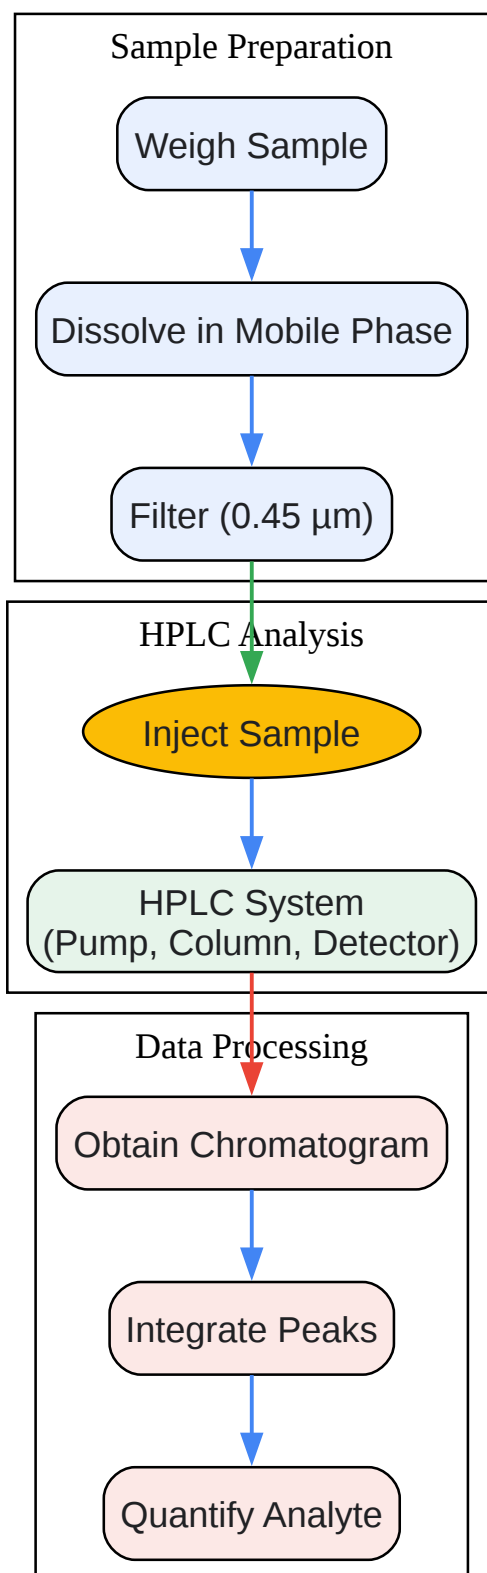 Sample Preparation
Weigh Sample
Dissolve in Mobile Phase
Filter (0.45 µm)
HPLC Analysis
Inject Sample
HPLC System
(Pump, Column, Detector)
Data Processing
Obtain Chromatogram
Integrate Peaks
Quantify Analyte